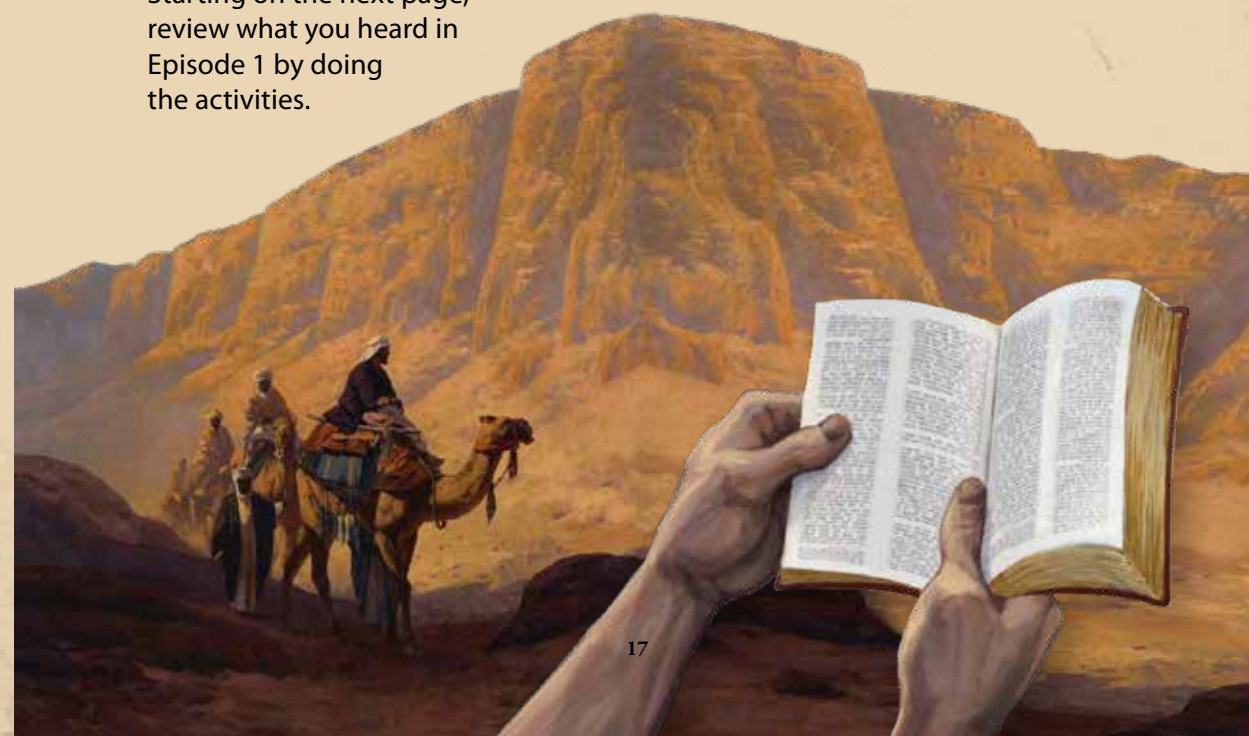 Starting on the next page,
review what you heard in
Episode 1 by doing
the activities.
17